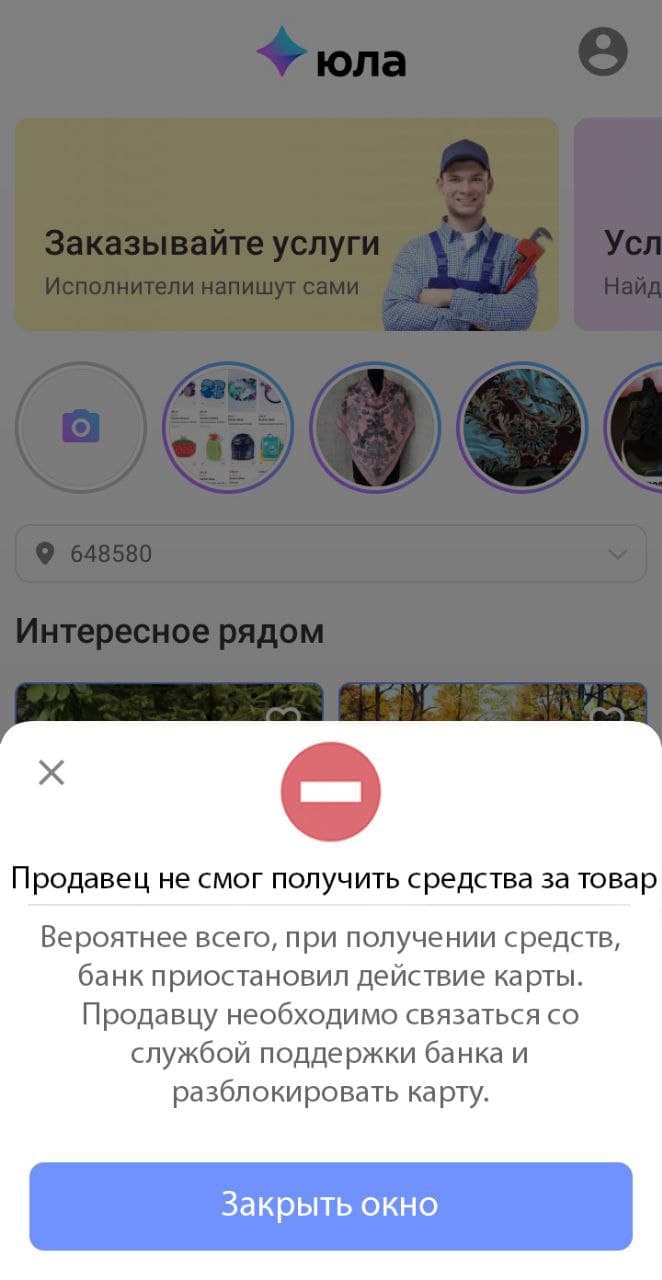 юла
Заказывайте услуги
Исполнители напишут сами
Усл
Найд
648580
Интересное рядом
Продавец не смог получить средства за товар
Вероятнее всего, при получении средств,
банк приостановил действие карты.
Продавцу необходимо связаться со
службой поддержки банка и
разблокировать карту.
Закрыть окно